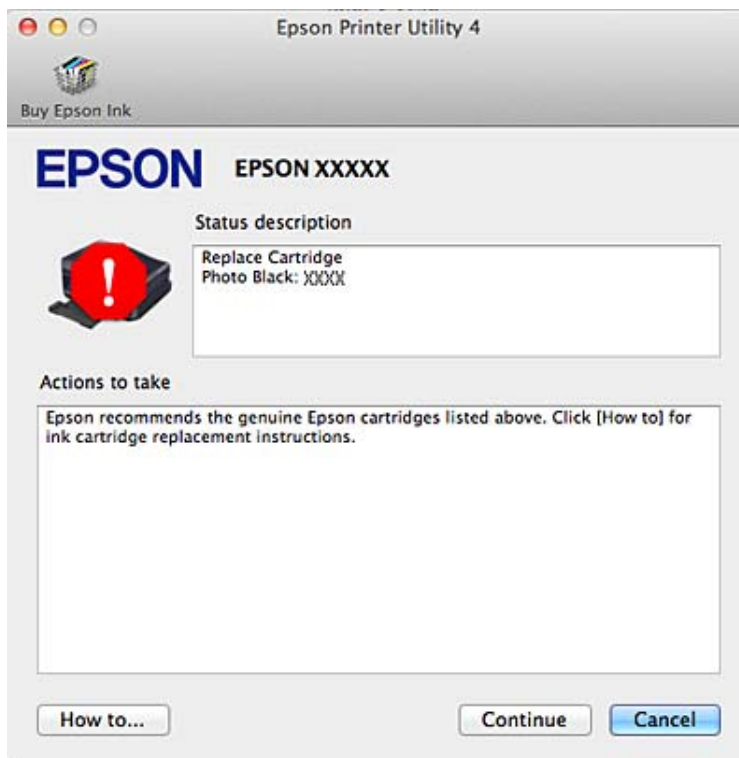 Epson Printer Utility 4
Buy Epson Ink
EPSON EPSON XXXXX
Status description
Replace Cartridge
Photo Black: XXXX
Actions to take
Epson recommends the genuine Epson cartridges listed above. Click [How to] for
ink cartridge replacement instructions.
How to... Continue Cancel